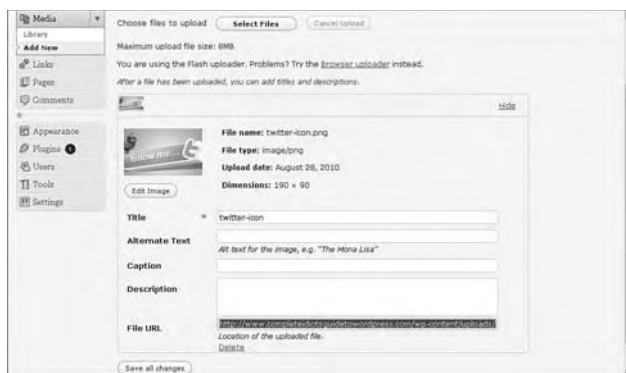 Media
Library
Add New
Links
Pages
Comments
Appearance
Plugins 1
Users
Tools
Settings
Choose files to upload Select Files Cancel Upload
Maximum upload file size: 8MB
You are using the Flash uploader. Problems? Try the browser uploader instead.
After a file has been uploaded, you can add titles and descriptions.
Hide
follow me...
File name: twitter-icon.png
File type: image/png
Upload date: August 28, 2010
Dimensions: 190 × 90
Edit Image
Title * twitter-icon
Alternate Text
Alt text for the image, e.g. "The Mona Lisa"
Caption
Description
File URL http://www.completeidiotsguidetowordpress.com/wp-content/uploads/
Location of the uploaded file.
Delete
Save all changes